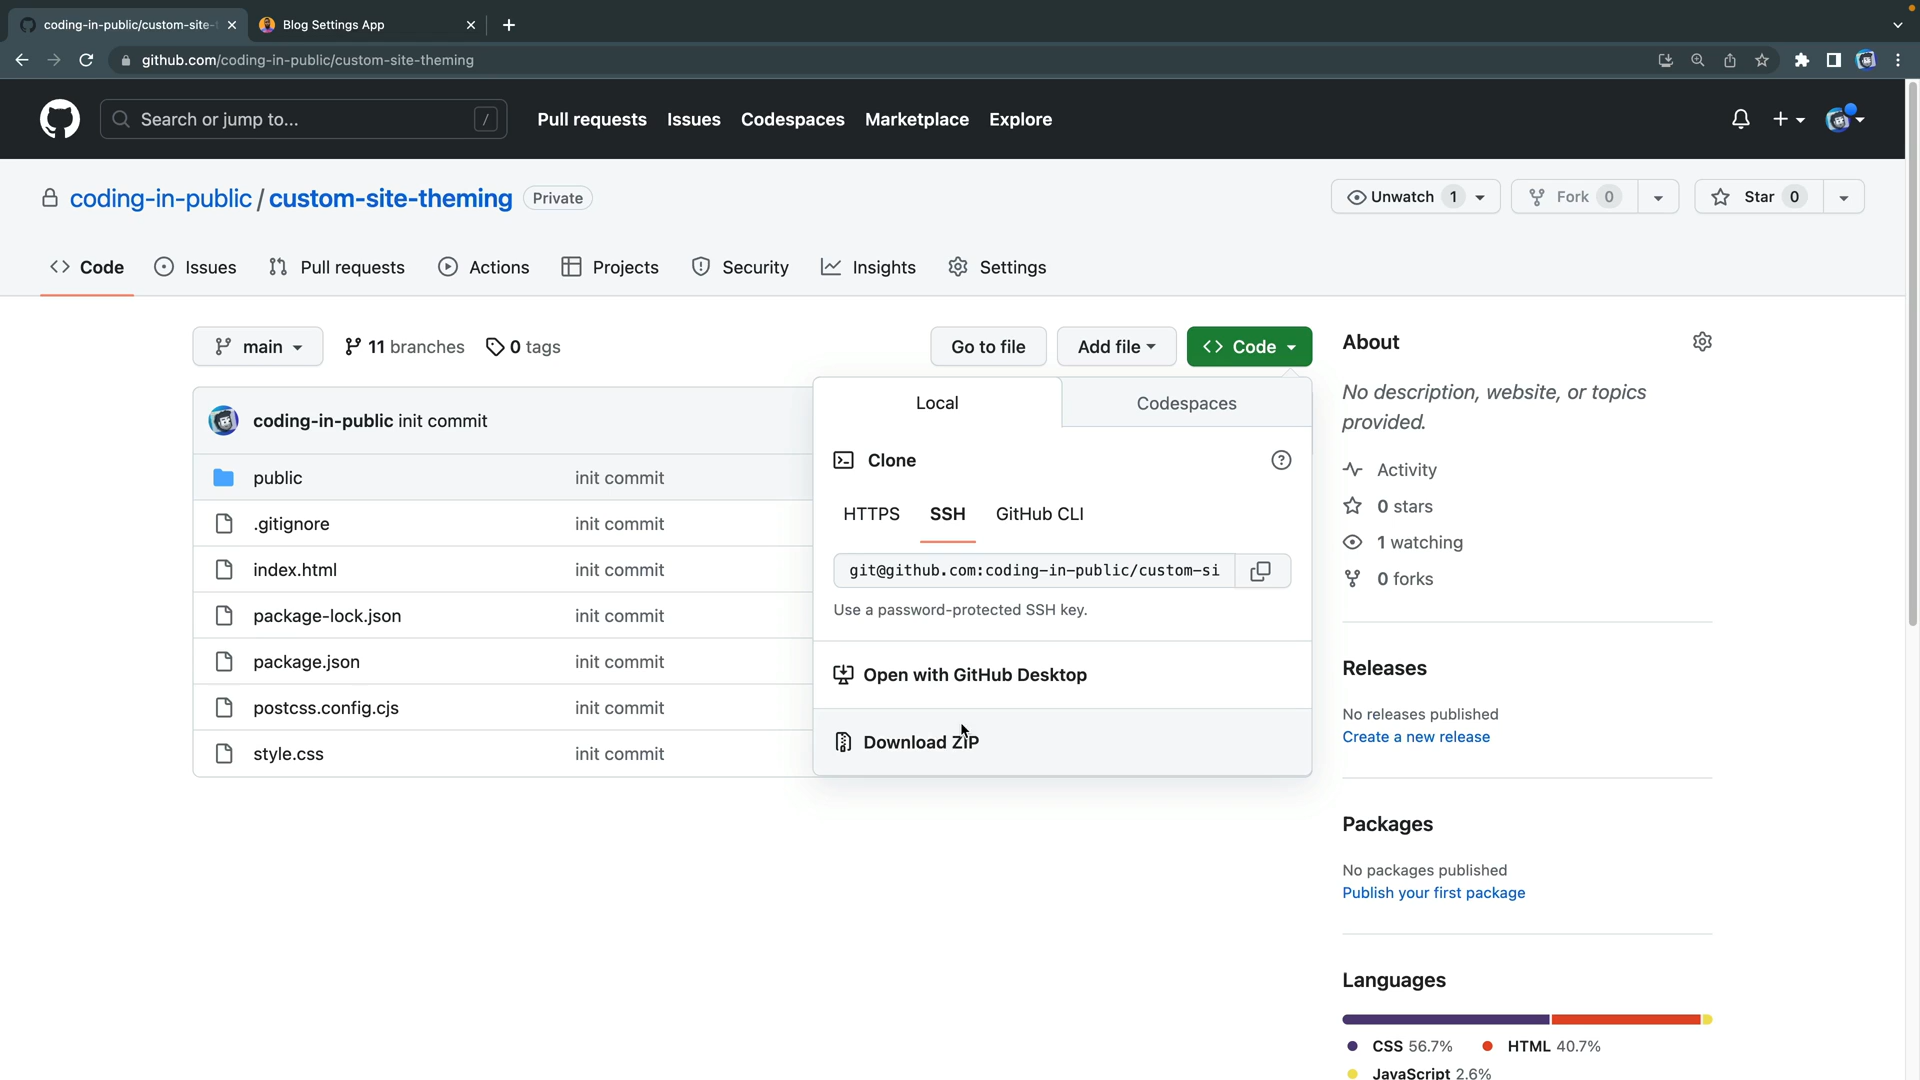 coding-in-public/custom-site-
Blog Settings App
github.com/coding-in-public/custom-site-theming
Search or jump to... /
Pull requests Issues Codespaces Marketplace Explore
coding-in-public / custom-site-theming Private
Unwatch 1 Fork 0 Star 0
Code Issues Pull requests Actions Projects Security Insights Settings
main 11 branches 0 tags
Go to file Add file Code
coding-in-public init commit
public init commit
.gitignore init commit
index.html init commit
package-lock.json init commit
package.json init commit
postcss.config.cjs init commit
style.css init commit
Local Codespaces
Clone
HTTPS SSH GitHub CLI
git@github.com:coding-in-public/custom-si
Use a password-protected SSH key.
Open with GitHub Desktop
Download ZIP
About
No description, website, or topics
provided.
Activity
0 stars
1 watching
0 forks
Releases
No releases published
Create a new release
Packages
No packages published
Publish your first package
Languages
CSS 56.7% HTML 40.7%
JavaScript 2.6%